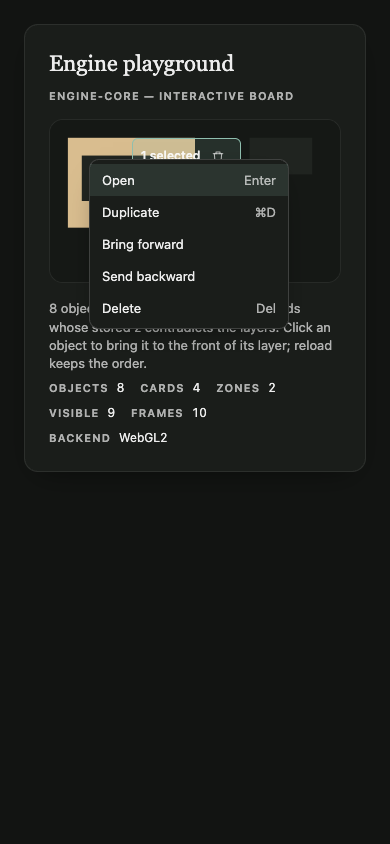 Engine playground
ENGINE-CORE — INTERACTIVE BOARD
1 selected
Open Enter
Duplicate ⌘D
Bring forward
Send backward
Delete Del
8
whose stored z contradicts the layers. Click an
object to bring it to the front of its layer; reload
keeps the order.
OBJECTS 8 CARDS 4 ZONES 2
VISIBLE 9 FRAMES 10
BACKEND WebGL2